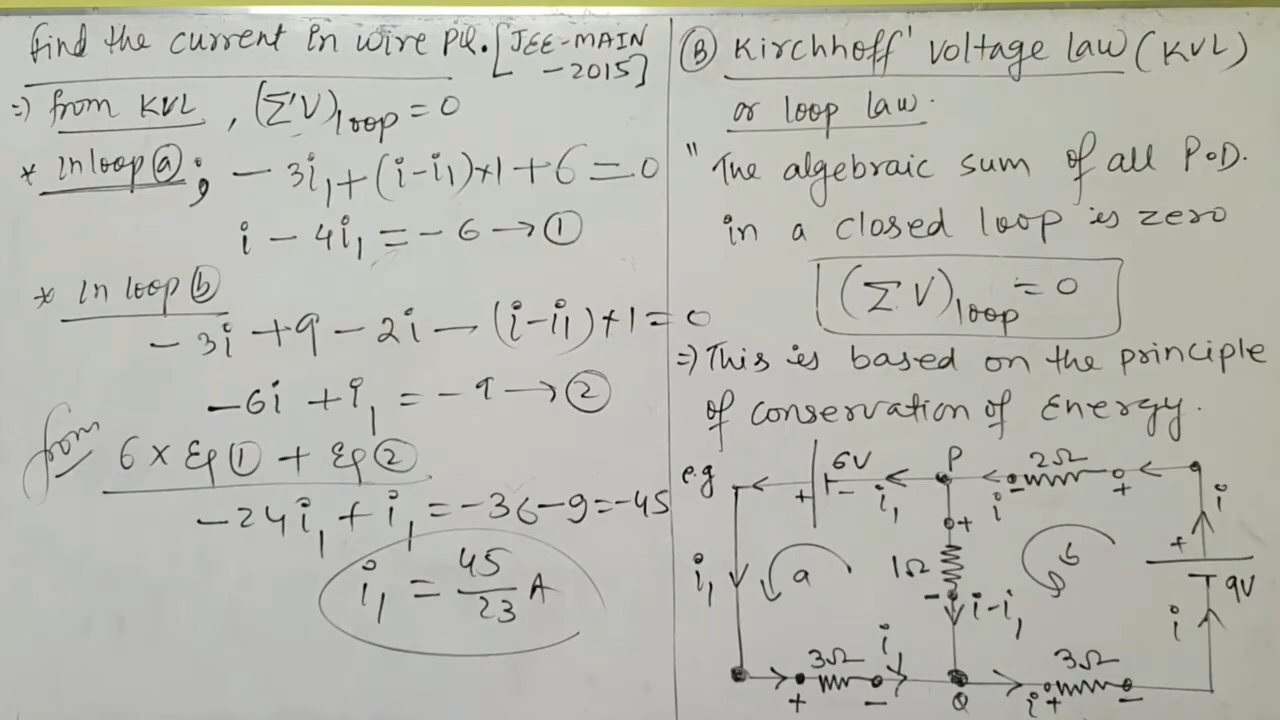 find the current in wire PQ. [JEE-MAIN
-2015]
=) from KVL, (ΣV)loop = 0
* In loop ⓐ ; - 3i₁ + (i-i₁)×1 + 6 = 0
i - 4i₁ = - 6 → ①
* In loop ⓑ
- 3i + 9 - 2i - (i-i₁)×1 = 0
-6i + i₁ = - 9 → ②
from 6 × Eq ① + Eq ②
-24i₁ + i₁ = -36-9 = -45
i₁ = 45/23 A
Ⓑ Kirchhoff' voltage law (KVL)
or loop law.
" The algebraic sum of all P.D.
in a closed loop is zero
(ΣV)loop = 0
=) This is based on the principle
of conservation of Energy.
e.g
+ 6V -
i₁
P
i
- 2Ω +
i
i₁
a
1Ω
+
-
i-i₁
b
+
9V
i
3Ω
+ -
i₁
Q
3Ω
i + -